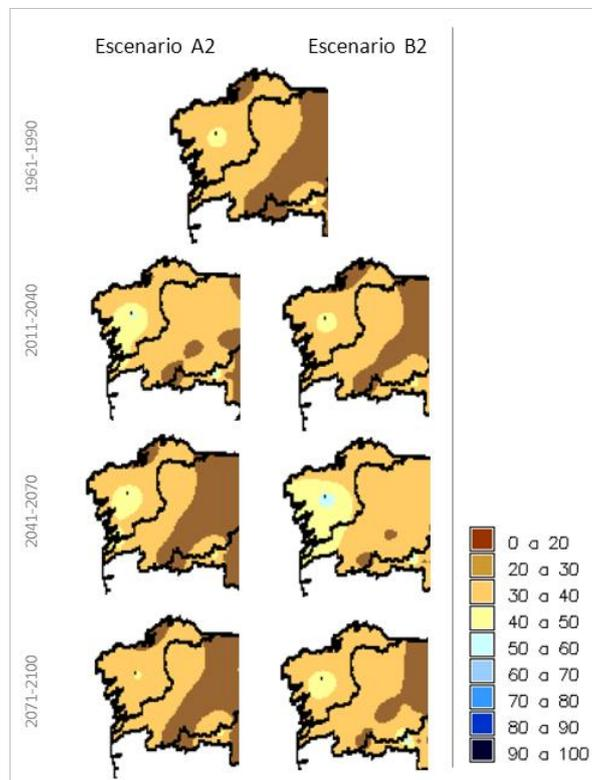 Escenario A2
Escenario B2
1961-1990
2011-2040
2041-2070
2071-2100
0 a 20
20 a 30
30 a 40
40 a 50
50 a 60
60 a 70
70 a 80
80 a 90
90 a 100